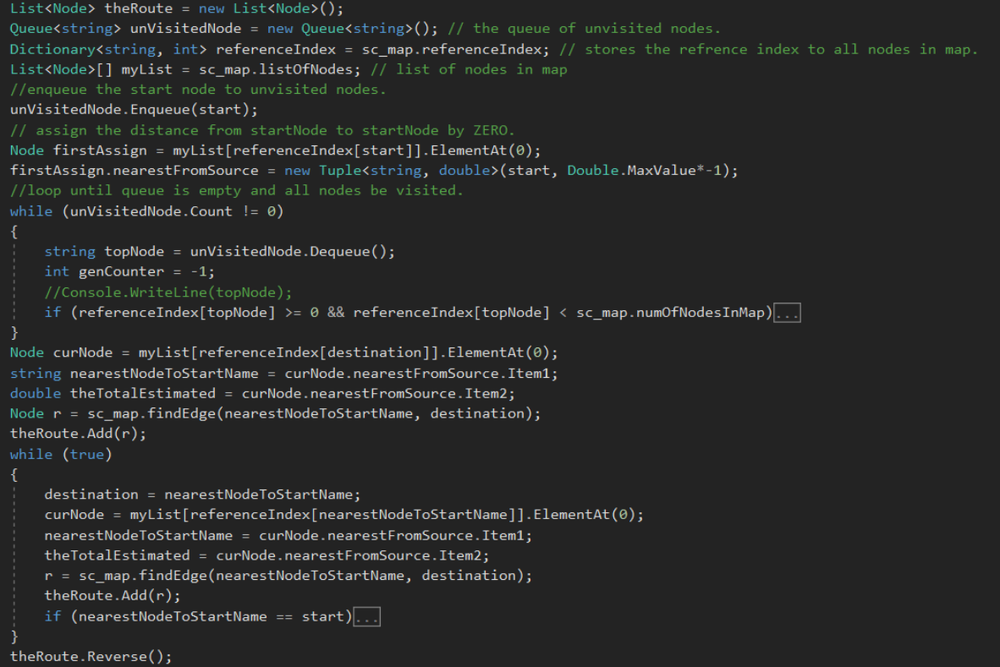 List<Node> theRoute = new List<Node>();
Queue<string> unVisitedNode = new Queue<string>(); // the queue of unvisited nodes.
Dictionary<string, int> referenceIndex = sc_map.referenceIndex; // stores the refrence index to all nodes in map.
List<Node>[] myList = sc_map.listOfNodes; // list of nodes in map
//enqueue the start node to unvisited nodes.
unVisitedNode.Enqueue(start);
// assign the distance from startNode to startNode by ZERO.
Node firstAssign = myList[referenceIndex[start]].ElementAt(0);
firstAssign.nearestFromSource = new Tuple<string, double>(start, Double.MaxValue*-1);
//loop until queue is empty and all nodes be visited.
while (unVisitedNode.Count != 0)
{
    string topNode = unVisitedNode.Dequeue();
    int genCounter = -1;
    //Console.WriteLine(topNode);
    if (referenceIndex[topNode] >= 0 && referenceIndex[topNode] < sc_map.numOfNodesInMap)...
}
Node curNode = myList[referenceIndex[destination]].ElementAt(0);
string nearestNodeToStartName = curNode.nearestFromSource.Item1;
double theTotalEstimated = curNode.nearestFromSource.Item2;
Node r = sc_map.findEdge(nearestNodeToStartName, destination);
theRoute.Add(r);
while (true)
{
    destination = nearestNodeToStartName;
    curNode = myList[referenceIndex[nearestNodeToStartName]].ElementAt(0);
    nearestNodeToStartName = curNode.nearestFromSource.Item1;
    theTotalEstimated = curNode.nearestFromSource.Item2;
    r = sc_map.findEdge(nearestNodeToStartName, destination);
    theRoute.Add(r);
    if (nearestNodeToStartName == start)...
}
theRoute.Reverse();